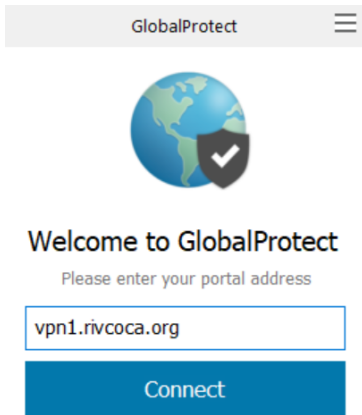 GlobalProtect
Welcome to GlobalProtect
Please enter your portal address
vpn1.rivcoca.org
Connect